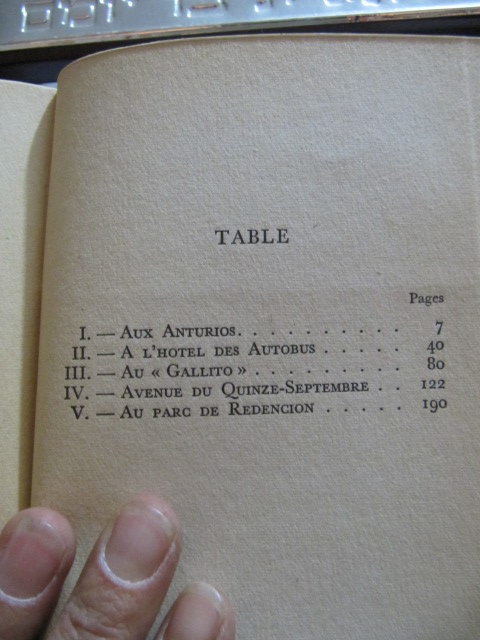 TABLE
Pages
I. — Aux Anturios. . . . . . . . . . . 7
II. — A l'hotel des Autobus . . . . . 40
III. — Au « Gallito » . . . . . . . . . . 80
IV. — Avenue du Quinze-Septembre . . 122
V. — Au parc de Redencion . . . . . 190